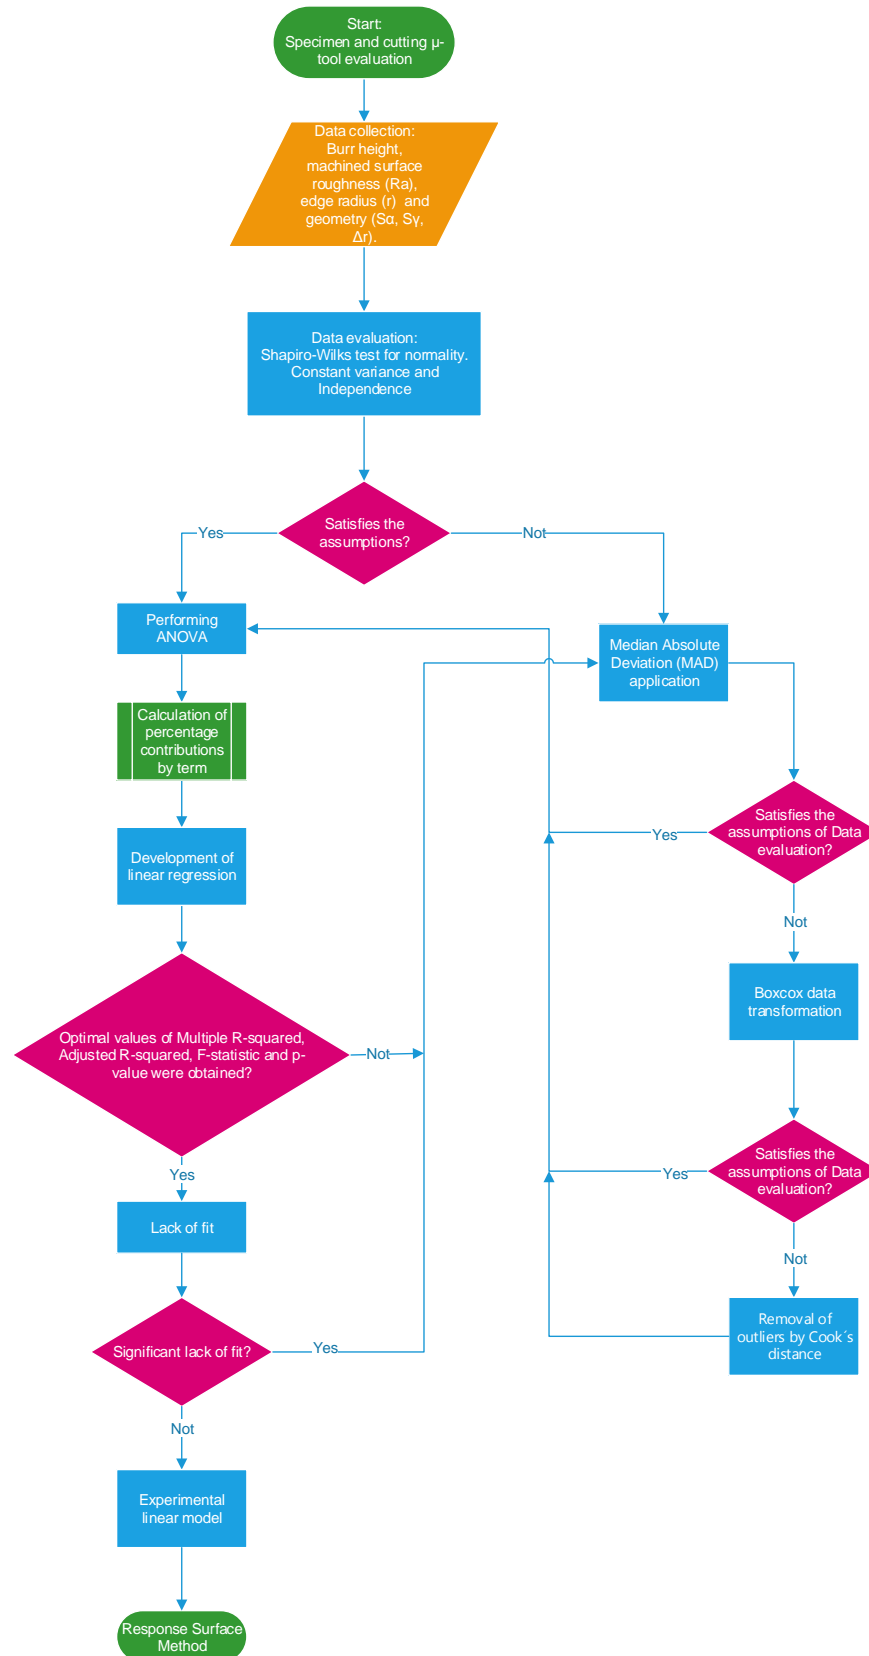 Start:
Specimen and cutting µ-
tool evaluation
Data collection:
Burr height,
machined surface
roughness (Ra),
edge radius (r) and
geometry (Sα, Sγ,
Δr).
Data evaluation:
Shapiro-Wilks test for normality.
Constant variance and
Independence
Satisfies the
assumptions?
Yes
Not
Performing
ANOVA
Median Absolute
Deviation (MAD)
application
Calculation of
percentage
contributions
by term
Satisfies the
assumptions of Data
evaluation?
Yes
Not
Development of
linear regression
Boxcox data
transformation
Optimal values of Multiple R-squared,
Adjusted R-squared, F-statistic and p-
value were obtained?
Not
Yes
Satisfies the
assumptions of Data
evaluation?
Yes
Not
Lack of fit
Removal of
outliers by Cook´s
distance
Significant lack of fit?
Yes
Not
Experimental
linear model
Response Surface
Method